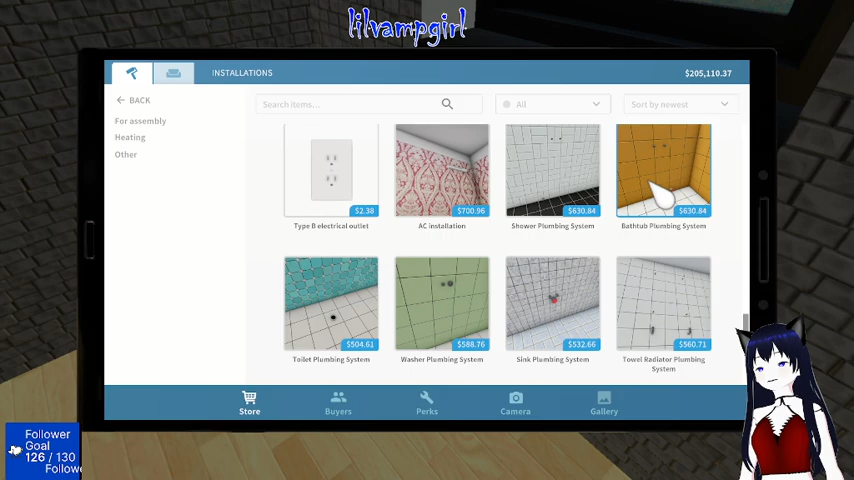 lilvampgirl
INSTALLATIONS
$205,110.37
BACK
Search items...
All
Sort by newest
For assembly
Heating
Other
$2.38
$700.96
$630.84
$630.84
Type B electrical outlet
AC installation
Shower Plumbing System
Bathtub Plumbing System
$504.61
$588.76
$532.66
$560.71
Toilet Plumbing System
Washer Plumbing System
Sink Plumbing System
Towel Radiator Plumbing
System
Store
Buyers
Perks
Camera
Gallery
Follower
Goal
126 / 130
Followe